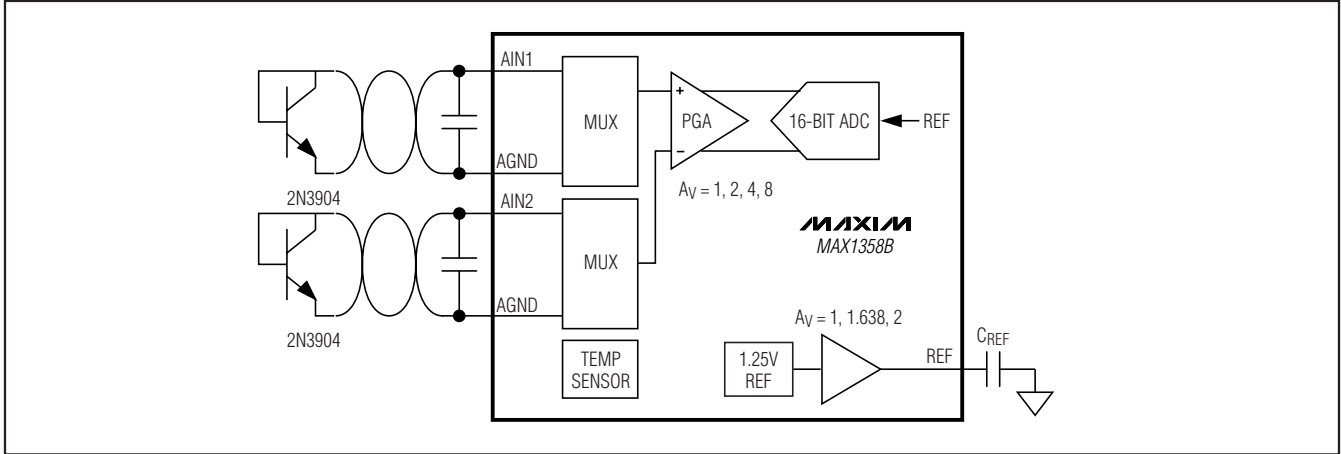 AIN1
MUX
+
PGA
−
16-BIT ADC
REF
AGND
2N3904
AV = 1, 2, 4, 8
AIN2
MUX
MAXIM
MAX1358B
AGND
2N3904
TEMP
SENSOR
AV = 1, 1.638, 2
1.25V
REF
REF
CREF